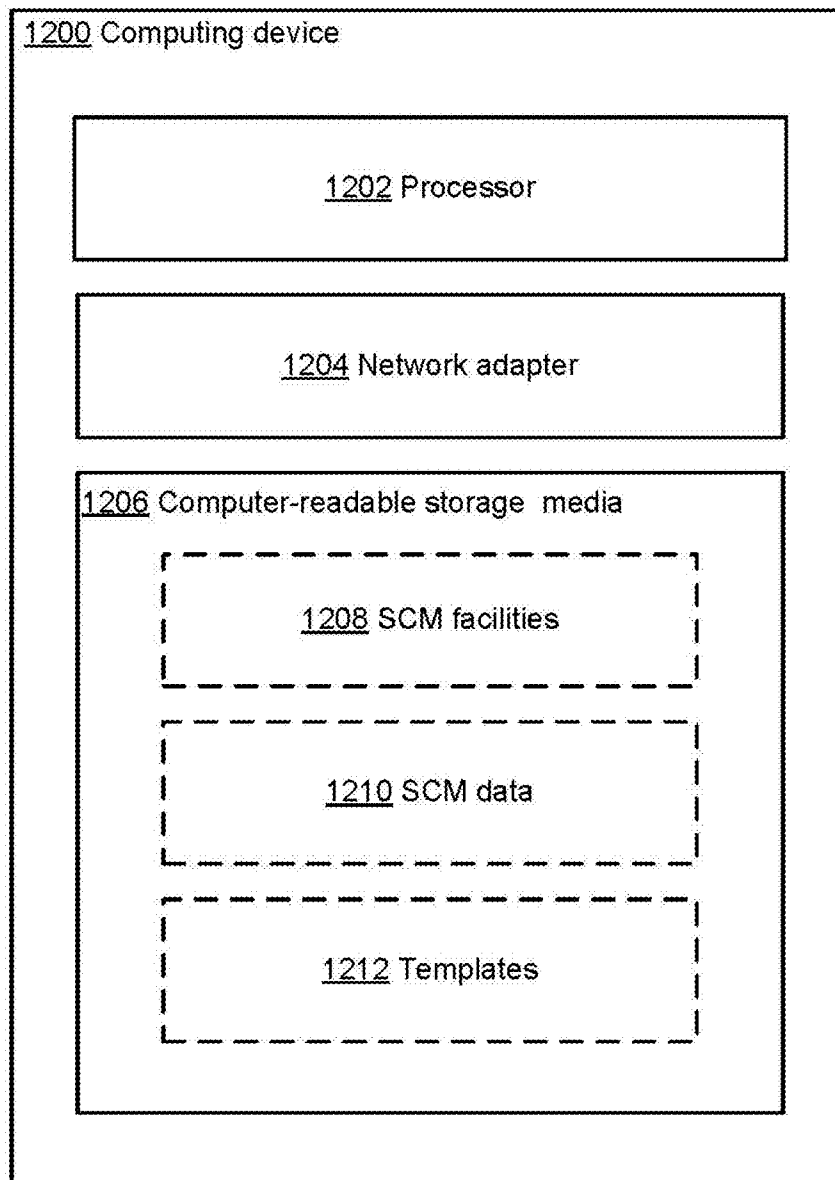 1200 Computing device
1202 Processor
1204 Network adapter
1206 Computer-readable storage media
1208 SCM facilities
1210 SCM data
1212 Templates